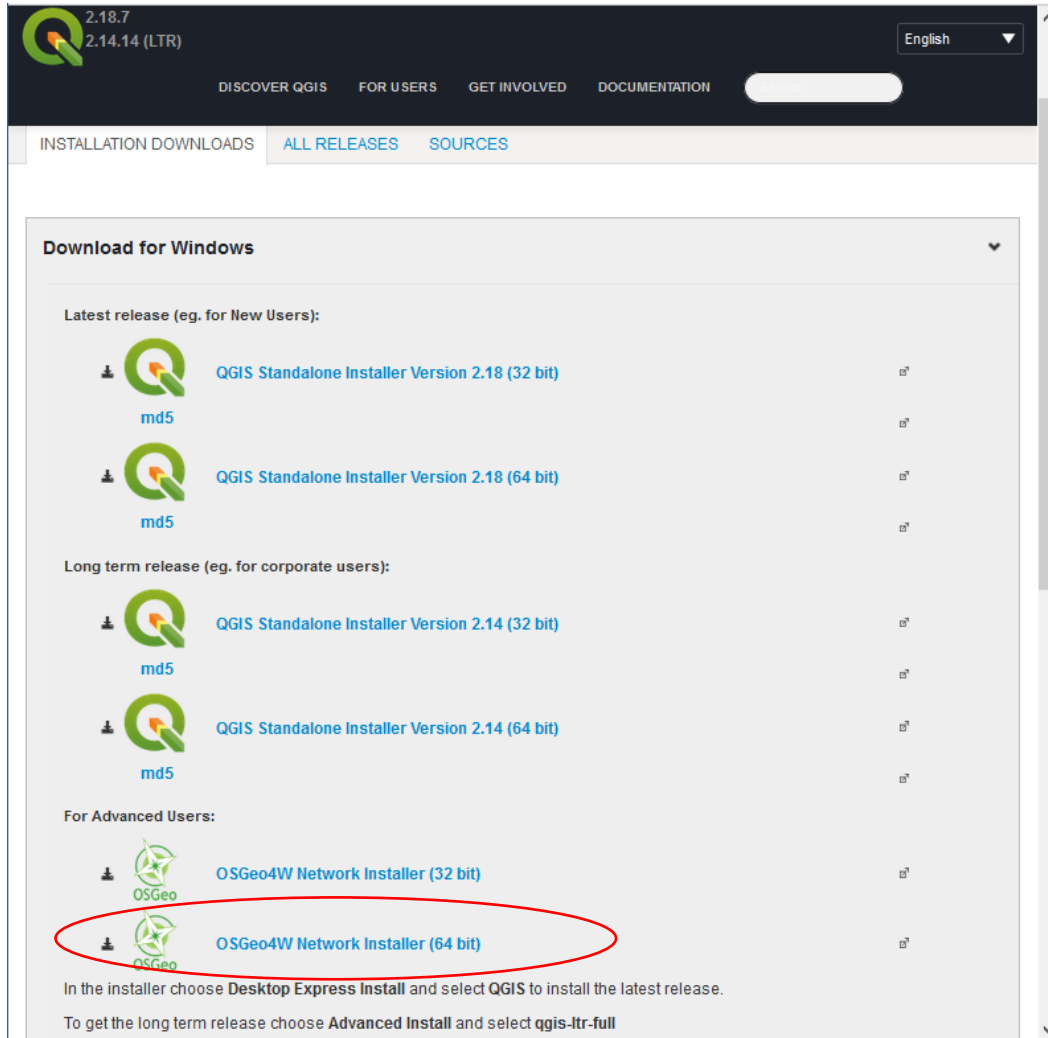 2.18.7
2.14.14 (LTR)
English
DISCOVER QGIS FOR USERS GET INVOLVED DOCUMENTATION Search
INSTALLATION DOWNLOADS ALL RELEASES SOURCES
Download for Windows
Latest release (eg. for New Users):
QGIS Standalone Installer Version 2.18 (32 bit)
md5
QGIS Standalone Installer Version 2.18 (64 bit)
md5
Long term release (eg. for corporate users):
QGIS Standalone Installer Version 2.14 (32 bit)
md5
QGIS Standalone Installer Version 2.14 (64 bit)
md5
For Advanced Users:
OSGeo4W Network Installer (32 bit)
OSGeo
OSGeo4W Network Installer (64 bit)
OSGeo
In the installer choose Desktop Express Install and select QGIS to install the latest release.
To get the long term release choose Advanced Install and select qgis-ltr-full